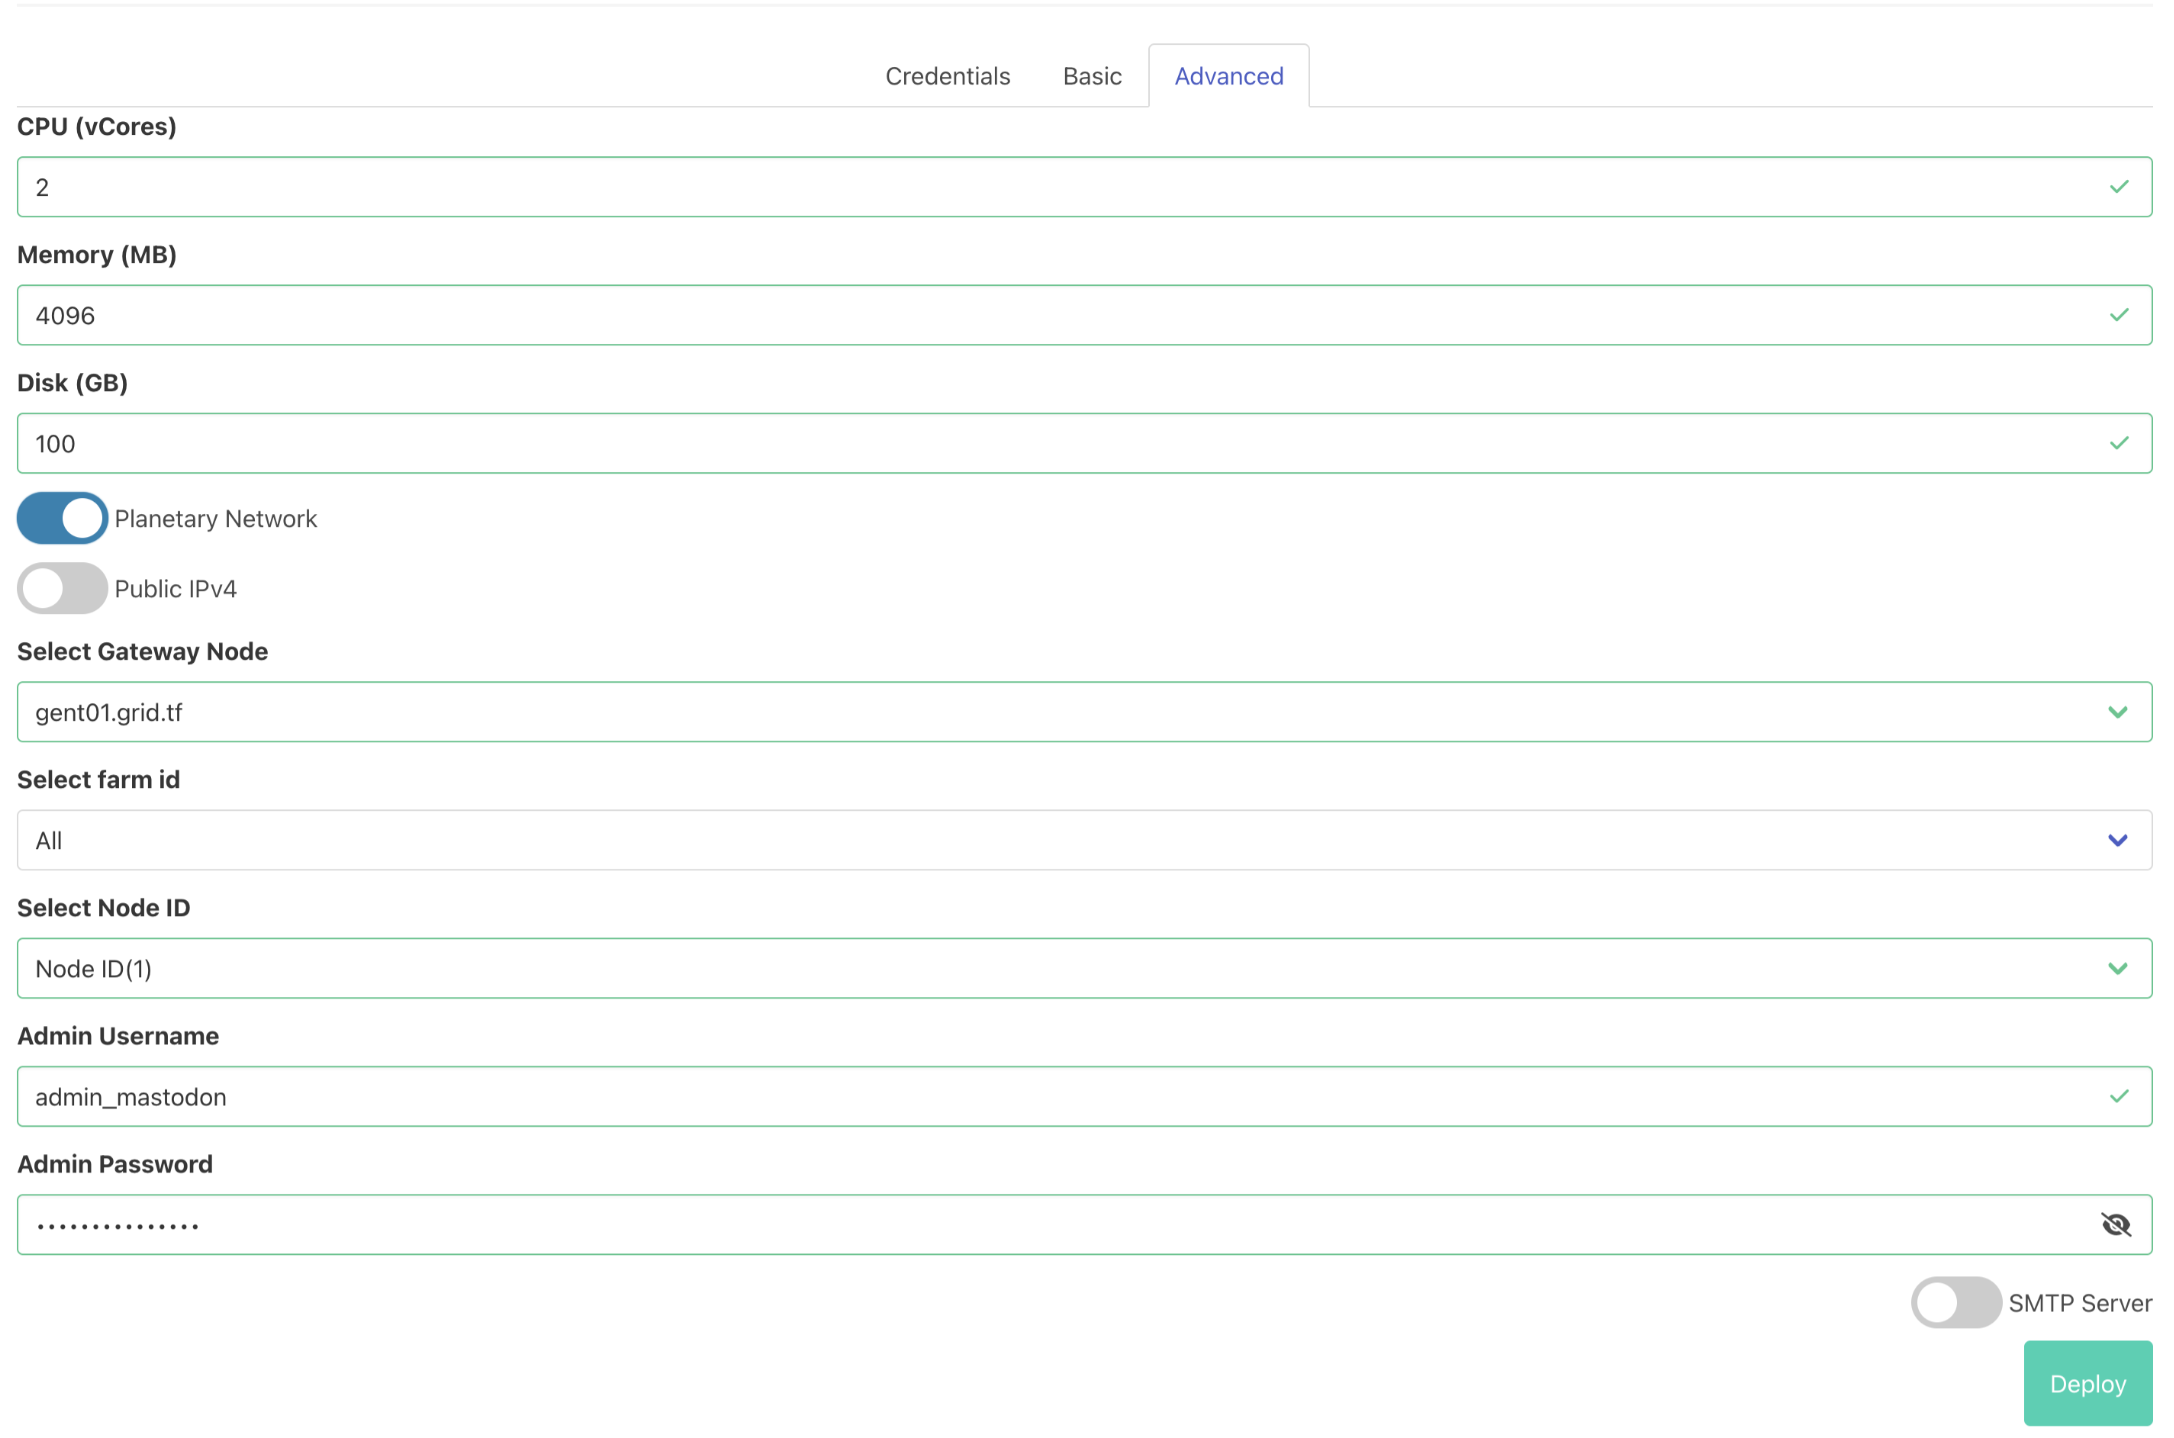 Credentials Basic Advanced
CPU (vCores)
2
Memory (MB)
4096
Disk (GB)
100
Planetary Network
Public IPv4
Select Gateway Node
gent01.grid.tf
Select farm id
All
Select Node ID
Node ID(1)
Admin Username
admin_mastodon
Admin Password
•••••••••••••••
SMTP Server
Deploy